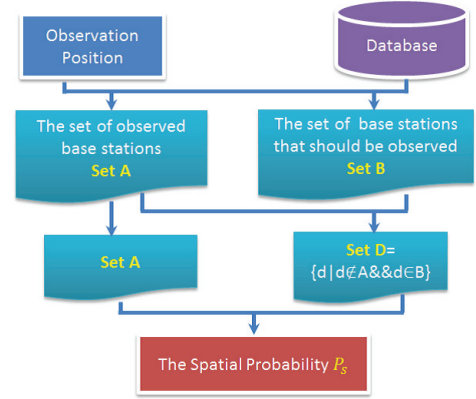 Observation
Position
Database
The set of observed
base stations
Set A
The set of base stations
that should be observed
Set B
Set A
Set D=
{d|d∉A&&d∈B}
The Spatial Probability Pₛ